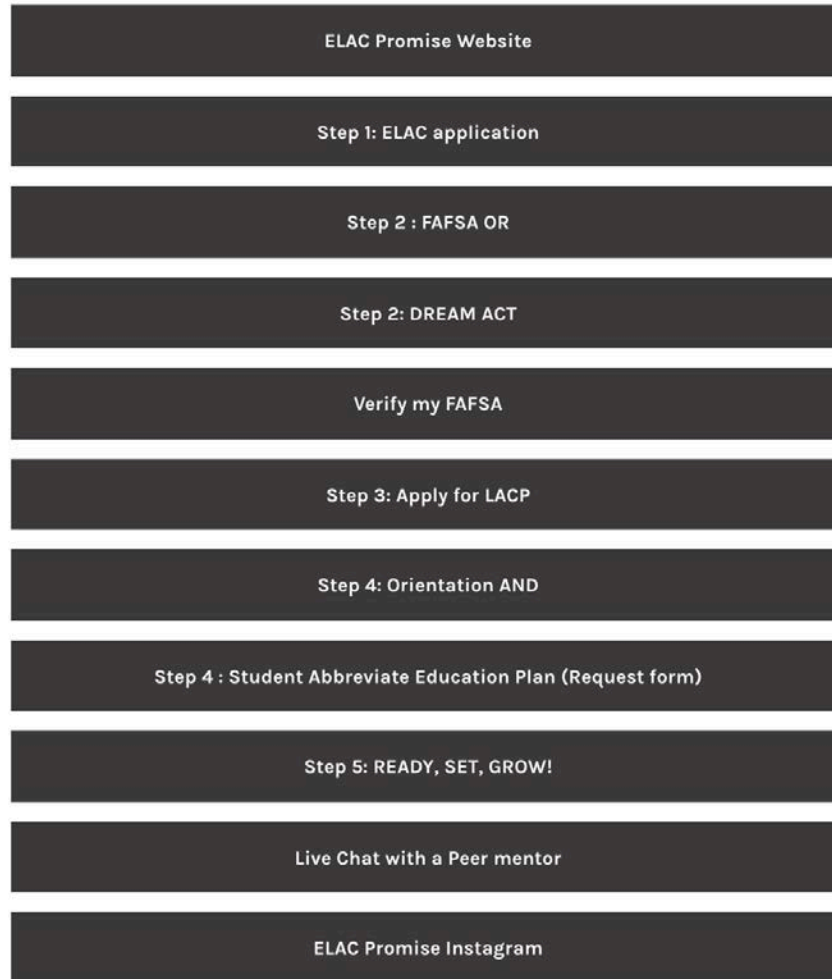 ELAC Promise Website
Step 1: ELAC application
Step 2 : FAFSA OR
Step 2: DREAM ACT
Verify my FAFSA
Step 3: Apply for LACP
Step 4: Orientation AND
Step 4 : Student Abbreviate Education Plan (Request form)
Step 5: READY, SET, GROW!
Live Chat with a Peer mentor
ELAC Promise Instagram